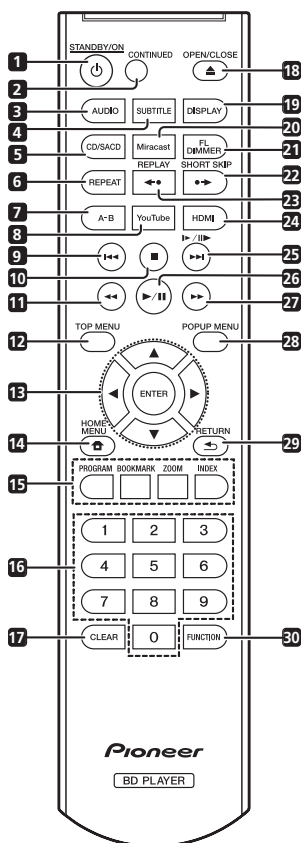 STANDBY/ON
CONTINUED
OPEN/CLOSE
1
2
18
3
AUDIO
SUBTITLE
DISPLAY
19
4
20
5
CD/SACD
Miracast
FL DIMMER
21
REPLAY
SHORT SKIP
6
REPEAT
22
23
7
A-B
YouTube
HDMI
24
8
9
25
10
26
11
27
12
TOP MENU
POPUP MENU
28
13
ENTER
HOME MENU
RETURN
14
29
15
PROGRAM
BOOKMARK
ZOOM
INDEX
16
1
2
3
4
5
6
7
8
9
17
CLEAR
0
FUNCTION
30
Pioneer
BD PLAYER